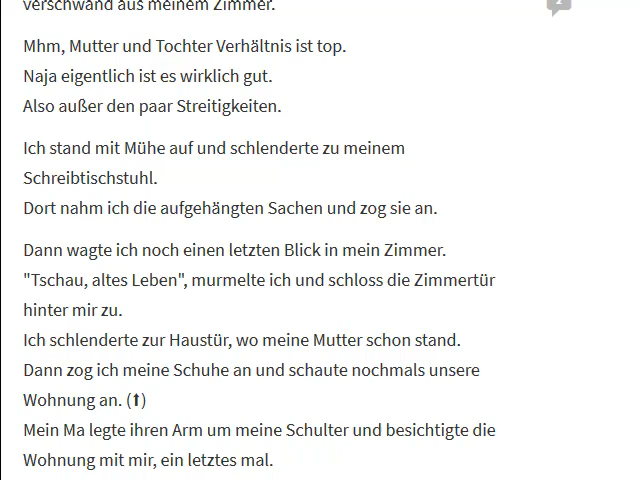 verschwand aus meinem Zimmer.
Mhm, Mutter und Tochter Verhältnis ist top.
Naja eigentlich ist es wirklich gut.
Also außer den paar Streitigkeiten.
Ich stand mit Mühe auf und schlenderte zu meinem
Schreibtischstuhl.
Dort nahm ich die aufgehängten Sachen und zog sie an.
Dann wagte ich noch einen letzten Blick in mein Zimmer.
"Tschau, altes Leben", murmelte ich und schloss die Zimmertür
hinter mir zu.
Ich schlenderte zur Haustür, wo meine Mutter schon stand.
Dann zog ich meine Schuhe an und schaute nochmals unsere
Wohnung an. (⬆)
Mein Ma legte ihren Arm um meine Schulter und besichtigte die
Wohnung mit mir, ein letztes mal.